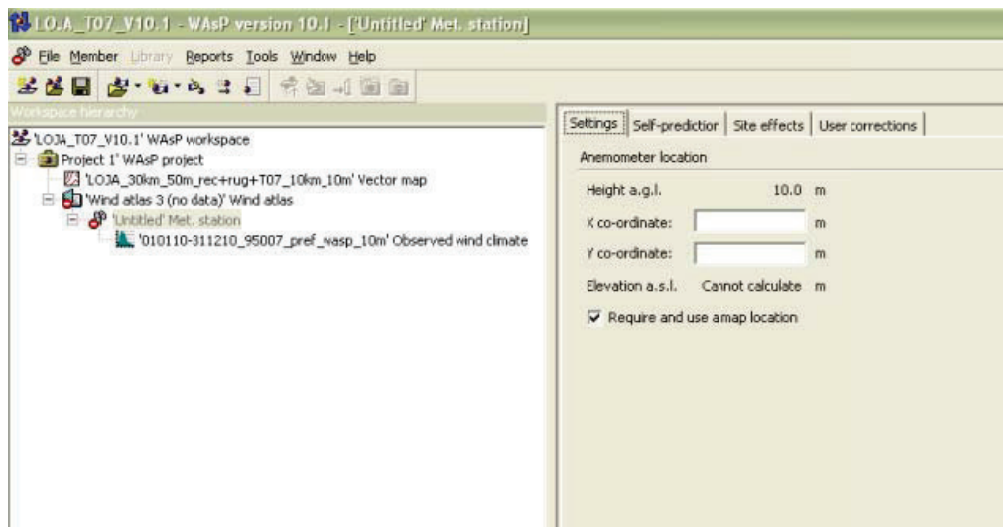 LOJA_T07_V10.1 - WAsP version 10.1 - ['Untitled' Met. station]
File Member Library Reports Tools Window Help
Workspace hierarchy
'LOJA_T07_V10.1' WAsP workspace
'Project 1' WAsP project
'LOJA_30km_50m_rec+rug+T07_10km_10m' Vector map
'Wind atlas 3 (no data)' Wind atlas
'Untitled' Met. station
'010110-311210_95007_pref_wasp_10m' Observed wind climate
Settings Self-prediction Site effects User corrections
Anemometer location
Height a.g.l. 10.0 m
X co-ordinate: m
Y co-ordinate: m
Elevation a.s.l. Cannot calculate m
Require and use a map location